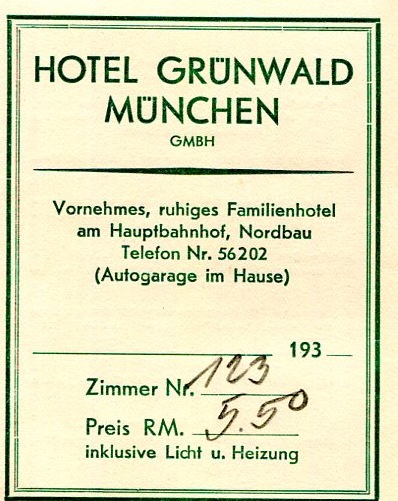 HOTEL GRÜNWALD
MÜNCHEN
GMBH
Vornehmes, ruhiges Familienhotel
am Hauptbahnhof, Nordbau
Telefon Nr. 56202
(Autogarage im Hause)
193
Zimmer Nr. 123
Preis RM. 5.50
inklusive Licht u. Heizung